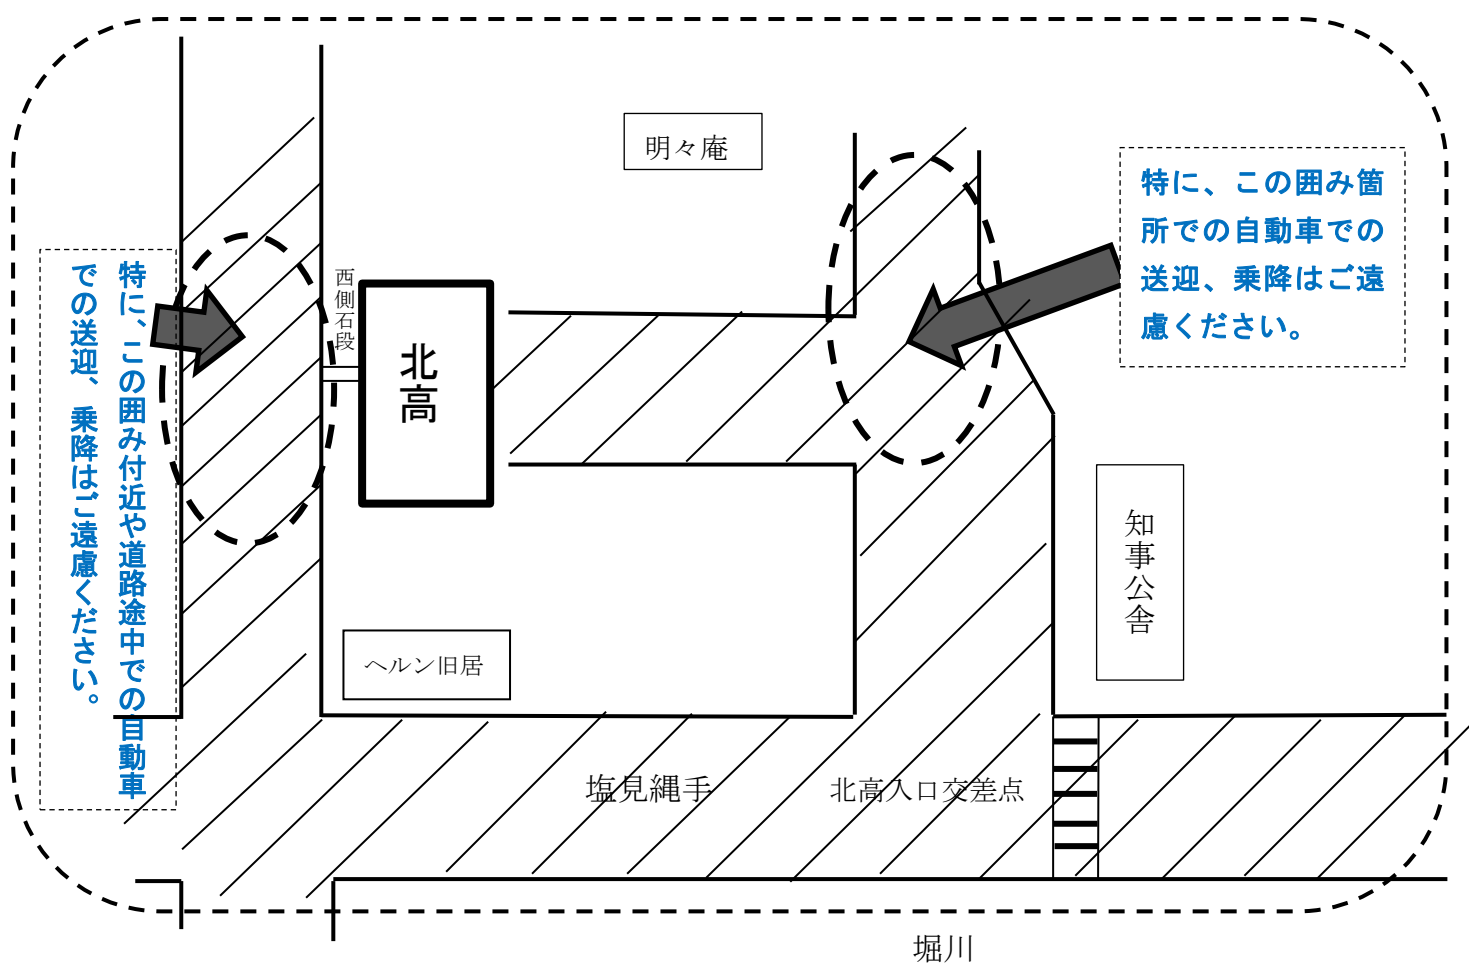 明々庵
特に、この囲み箇
所での自動車での
送迎、乗降はご遠
慮ください。
特に、この囲み付近や道路途中での自動車
での送迎、乗降はご遠慮ください。
西側石段
北高
知事公舎
ヘルン旧居
塩見縄手
北高入口交差点
堀川